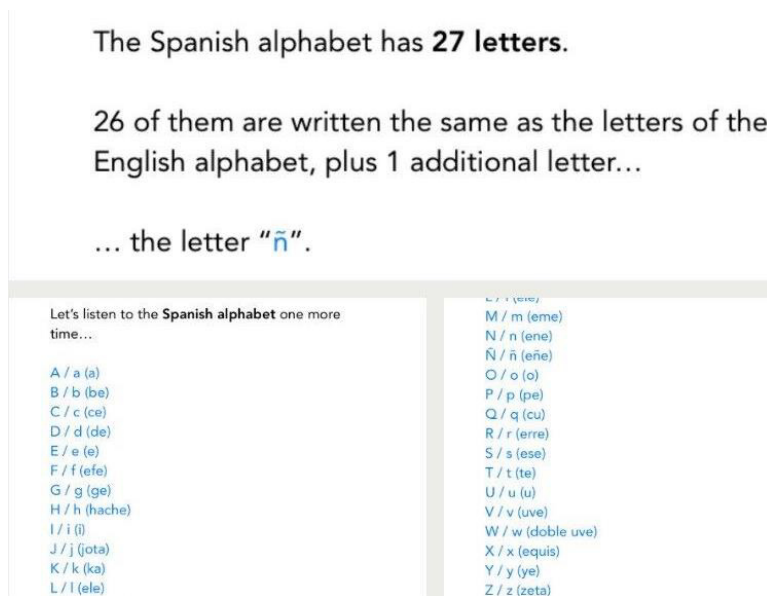 The Spanish alphabet has 27 letters.
26 of them are written the same as the letters of the
English alphabet, plus 1 additional letter...
... the letter “ñ”.
Let’s listen to the Spanish alphabet one more
time...
A / a (a)
B / b (be)
C / c (ce)
D / d (de)
E / e (e)
F / f (efe)
G / g (ge)
H / h (hache)
I / i (i)
J / j (jota)
K / k (ka)
L / l (ele)
L / l (ele)
M / m (eme)
N / n (ene)
Ñ / ñ (eñe)
O / o (o)
P / p (pe)
Q / q (cu)
R / r (erre)
S / s (ese)
T / t (te)
U / u (u)
V / v (uve)
W / w (doble uve)
X / x (equis)
Y / y (ye)
Z / z (zeta)